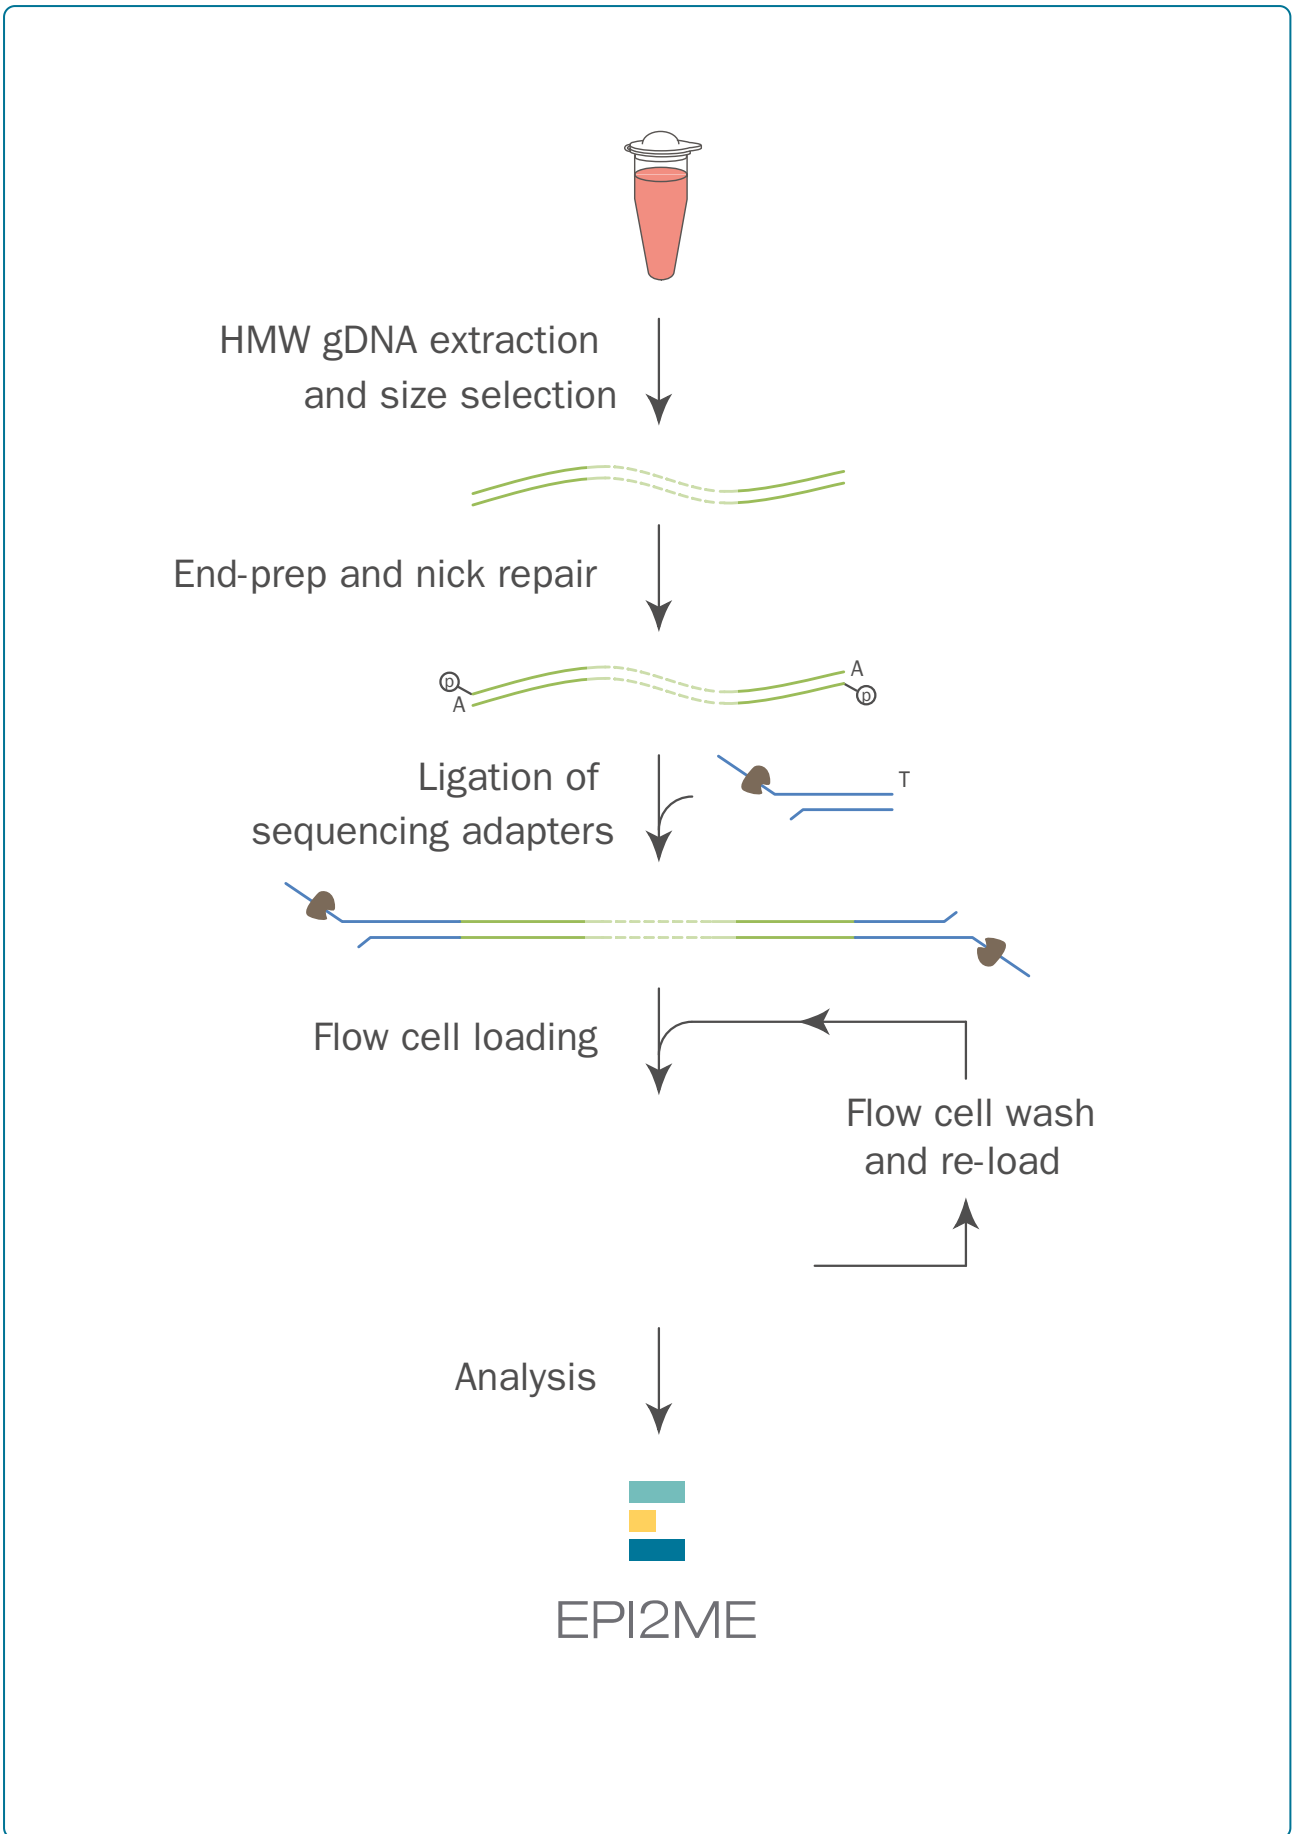 HMW gDNA extraction
and size selection
End-prep and nick repair
p
A
A
p
Ligation of
sequencing adapters
T
Flow cell loading
Flow cell wash
and re-load
Analysis
EPI2ME